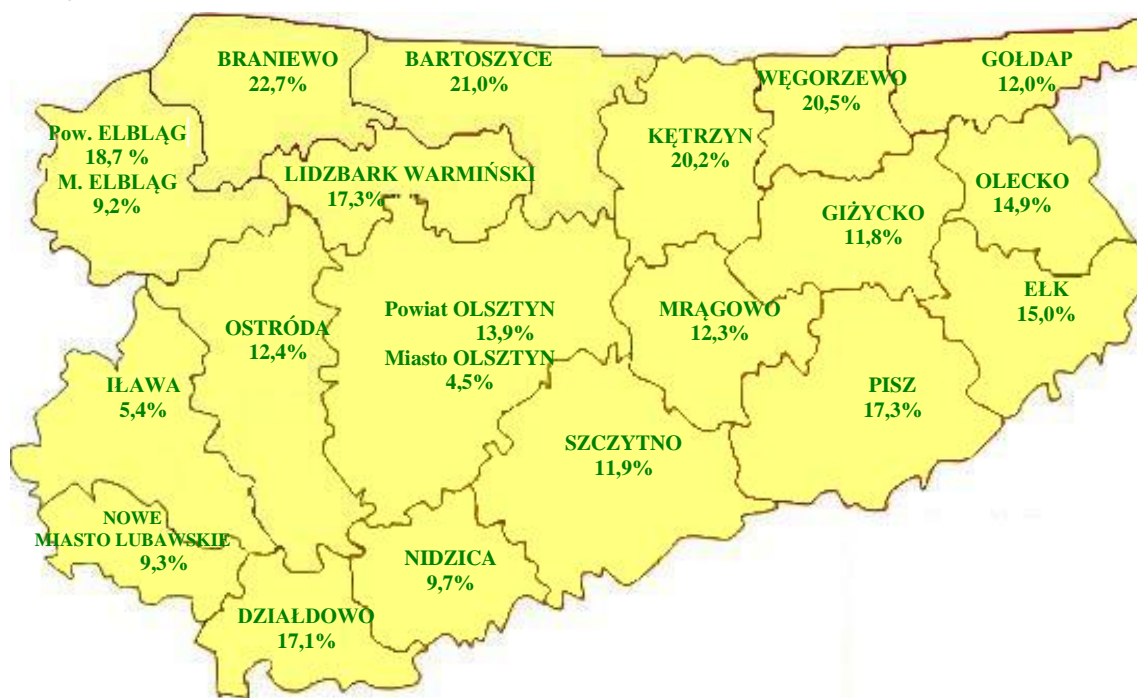 BRANIEWO
22,7%
BARTOSZYCE
21,0%
WĘGORZEWO
20,5%
GOŁDAP
12,0%
Pow. ELBLĄG
18,7 %
M. ELBLĄG
9,2%
LIDZBARK WARMIŃSKI
17,3%
KĘTRZYN
20,2%
GIŻYCKO
11,8%
OLECKO
14,9%
EŁK
15,0%
OSTRÓDA
12,4%
Powiat OLSZTYN
13,9%
Miasto OLSZTYN
4,5%
MRĄGOWO
12,3%
PISZ
17,3%
IŁAWA
5,4%
SZCZYTNO
11,9%
NOWE
MIASTO LUBAWSKIE
9,3%
NIDZICA
9,7%
DZIAŁDOWO
17,1%